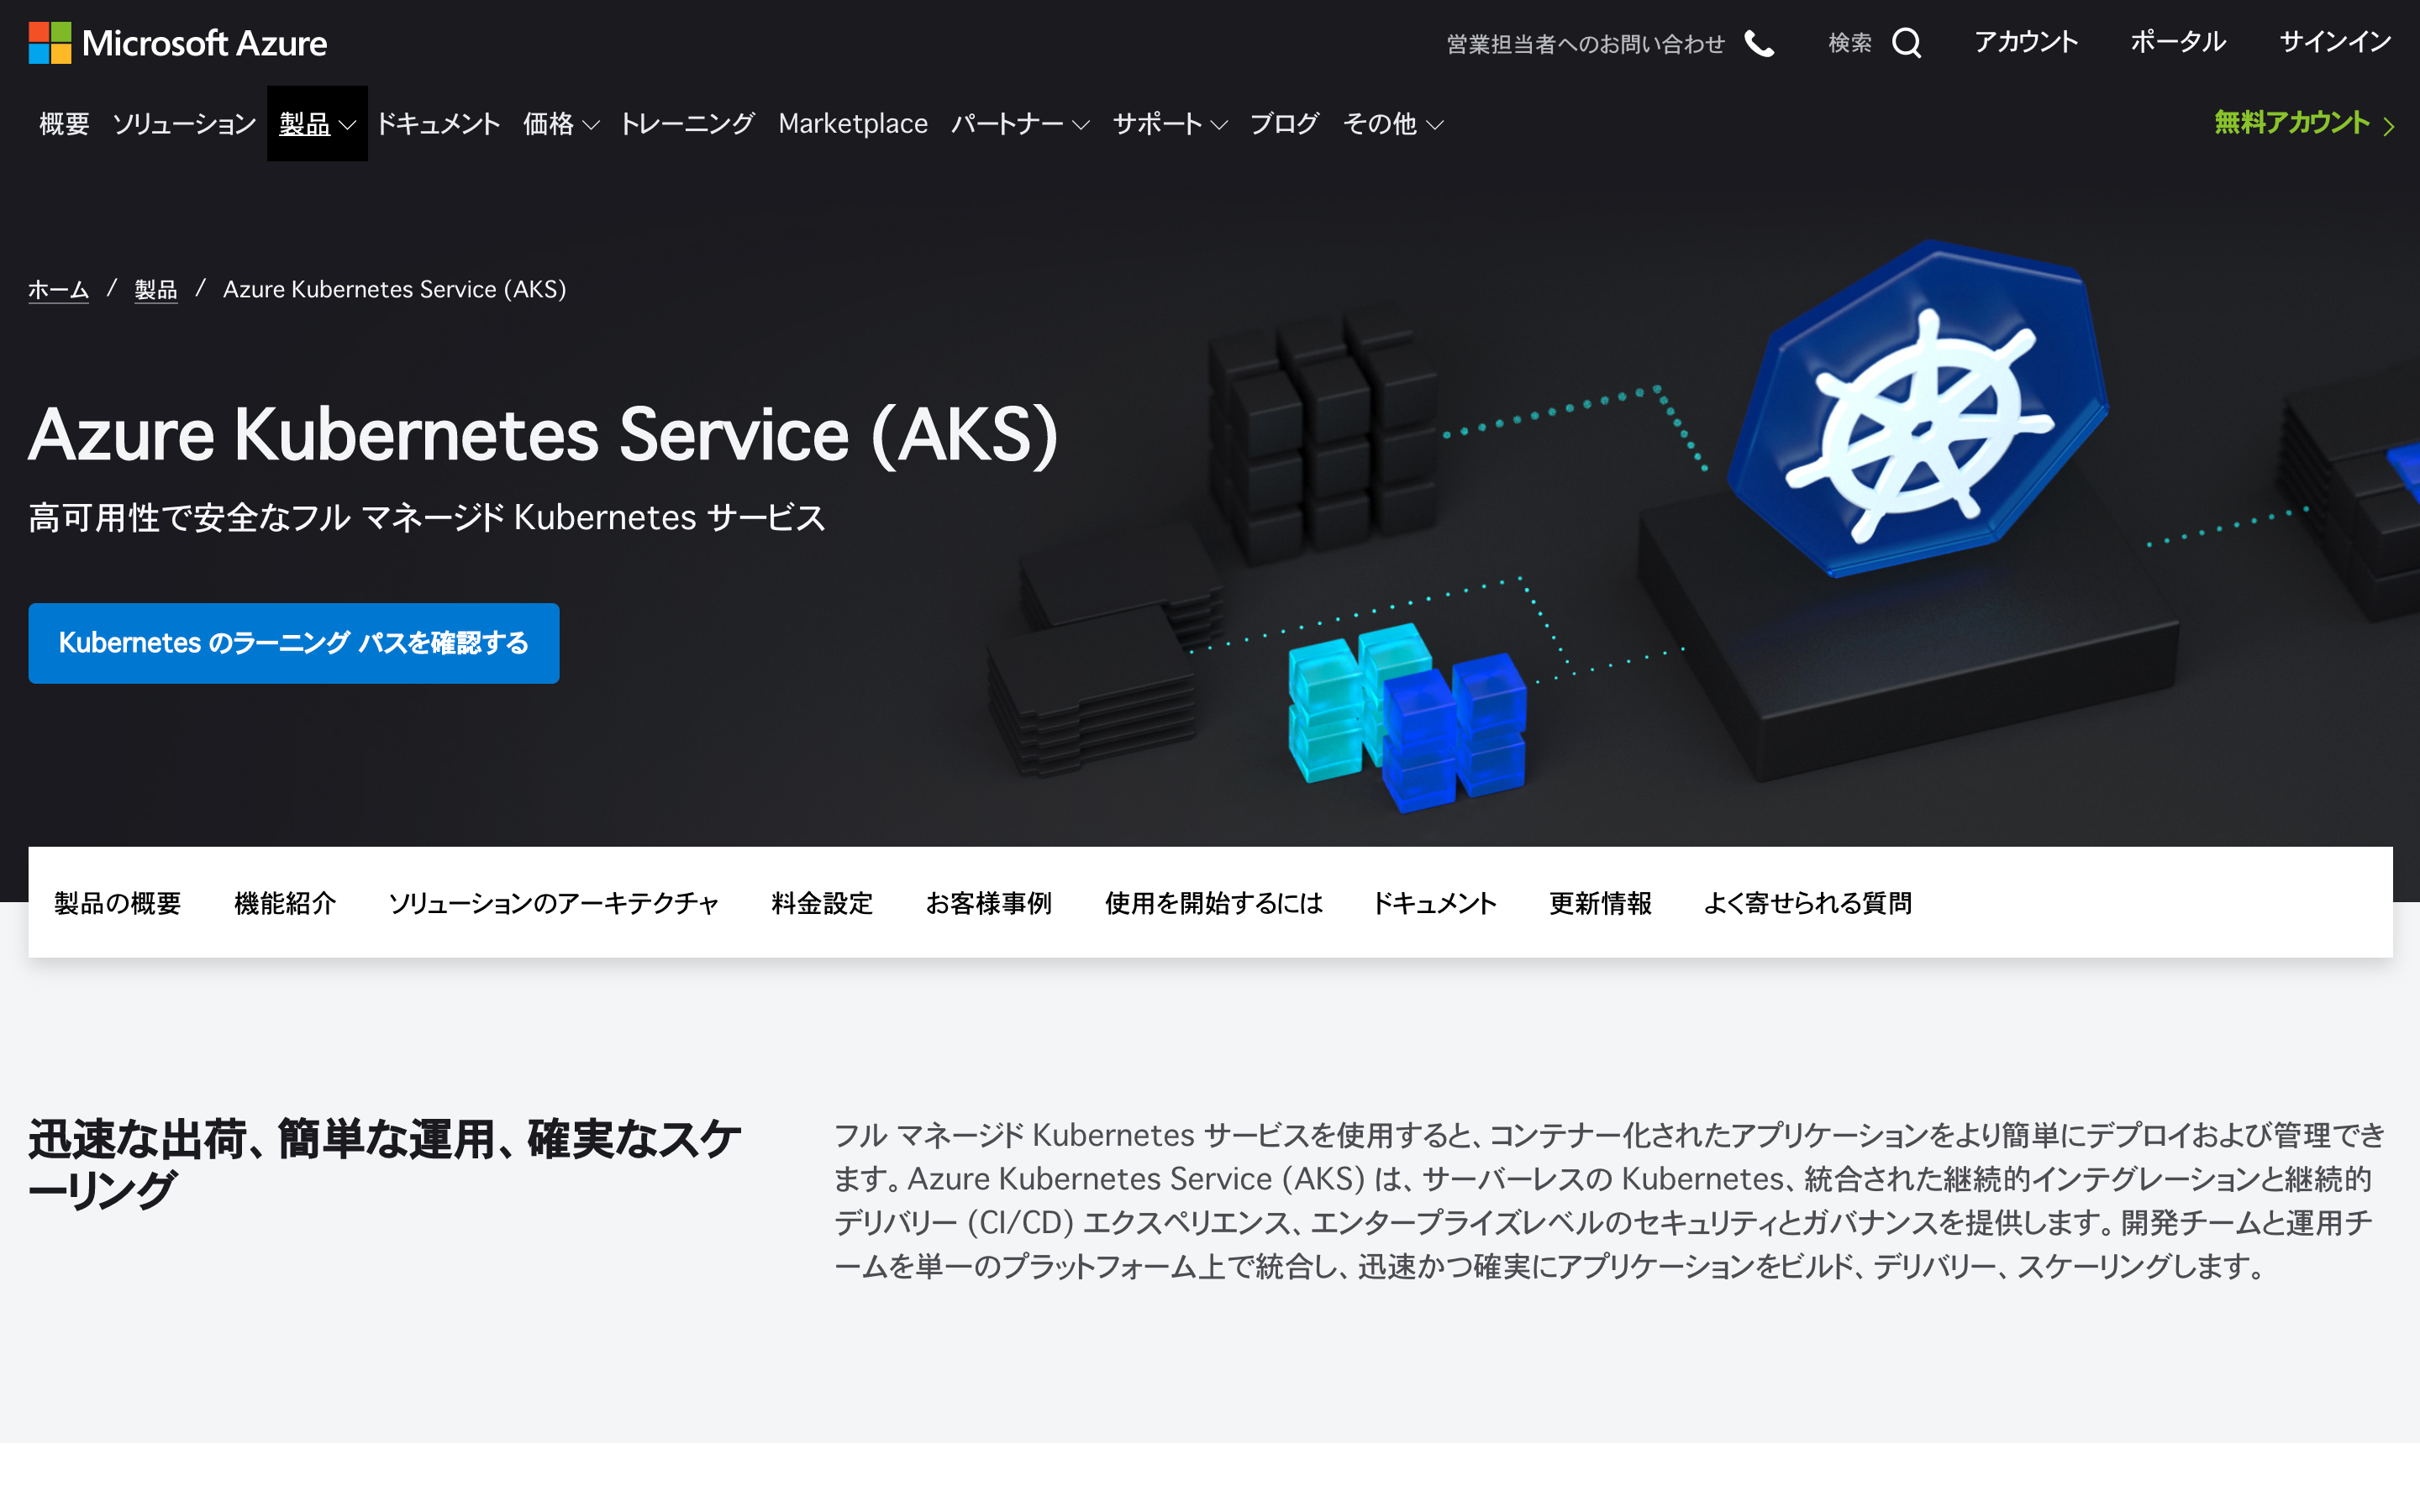 Microsoft Azure
営業担当者へのお問い合わせ 検索 アカウント ポータル サインイン
概要 ソリューション 製品 ドキュメント 価格 トレーニング Marketplace パートナー サポート ブログ その他 無料アカウント
ホーム / 製品 / Azure Kubernetes Service (AKS)
Azure Kubernetes Service (AKS)
高可用性で安全なフル マネージド Kubernetes サービス
Kubernetes のラーニング パスを確認する
製品の概要 機能紹介 ソリューションのアーキテクチャ 料金設定 お客様事例 使用を開始するには ドキュメント 更新情報 よく寄せられる質問
迅速な出荷、簡単な運用、確実なスケ
ーリング
フル マネージド Kubernetes サービスを使用すると、コンテナー化されたアプリケーションをより簡単にデプロイおよび管理でき
ます。Azure Kubernetes Service (AKS) は、サーバーレスの Kubernetes、統合された継続的インテグレーションと継続的
デリバリー (CI/CD) エクスペリエンス、エンタープライズレベルのセキュリティとガバナンスを提供します。開発チームと運用チ
ームを単一のプラットフォーム上で統合し、迅速かつ確実にアプリケーションをビルド、デリバリー、スケーリングします。